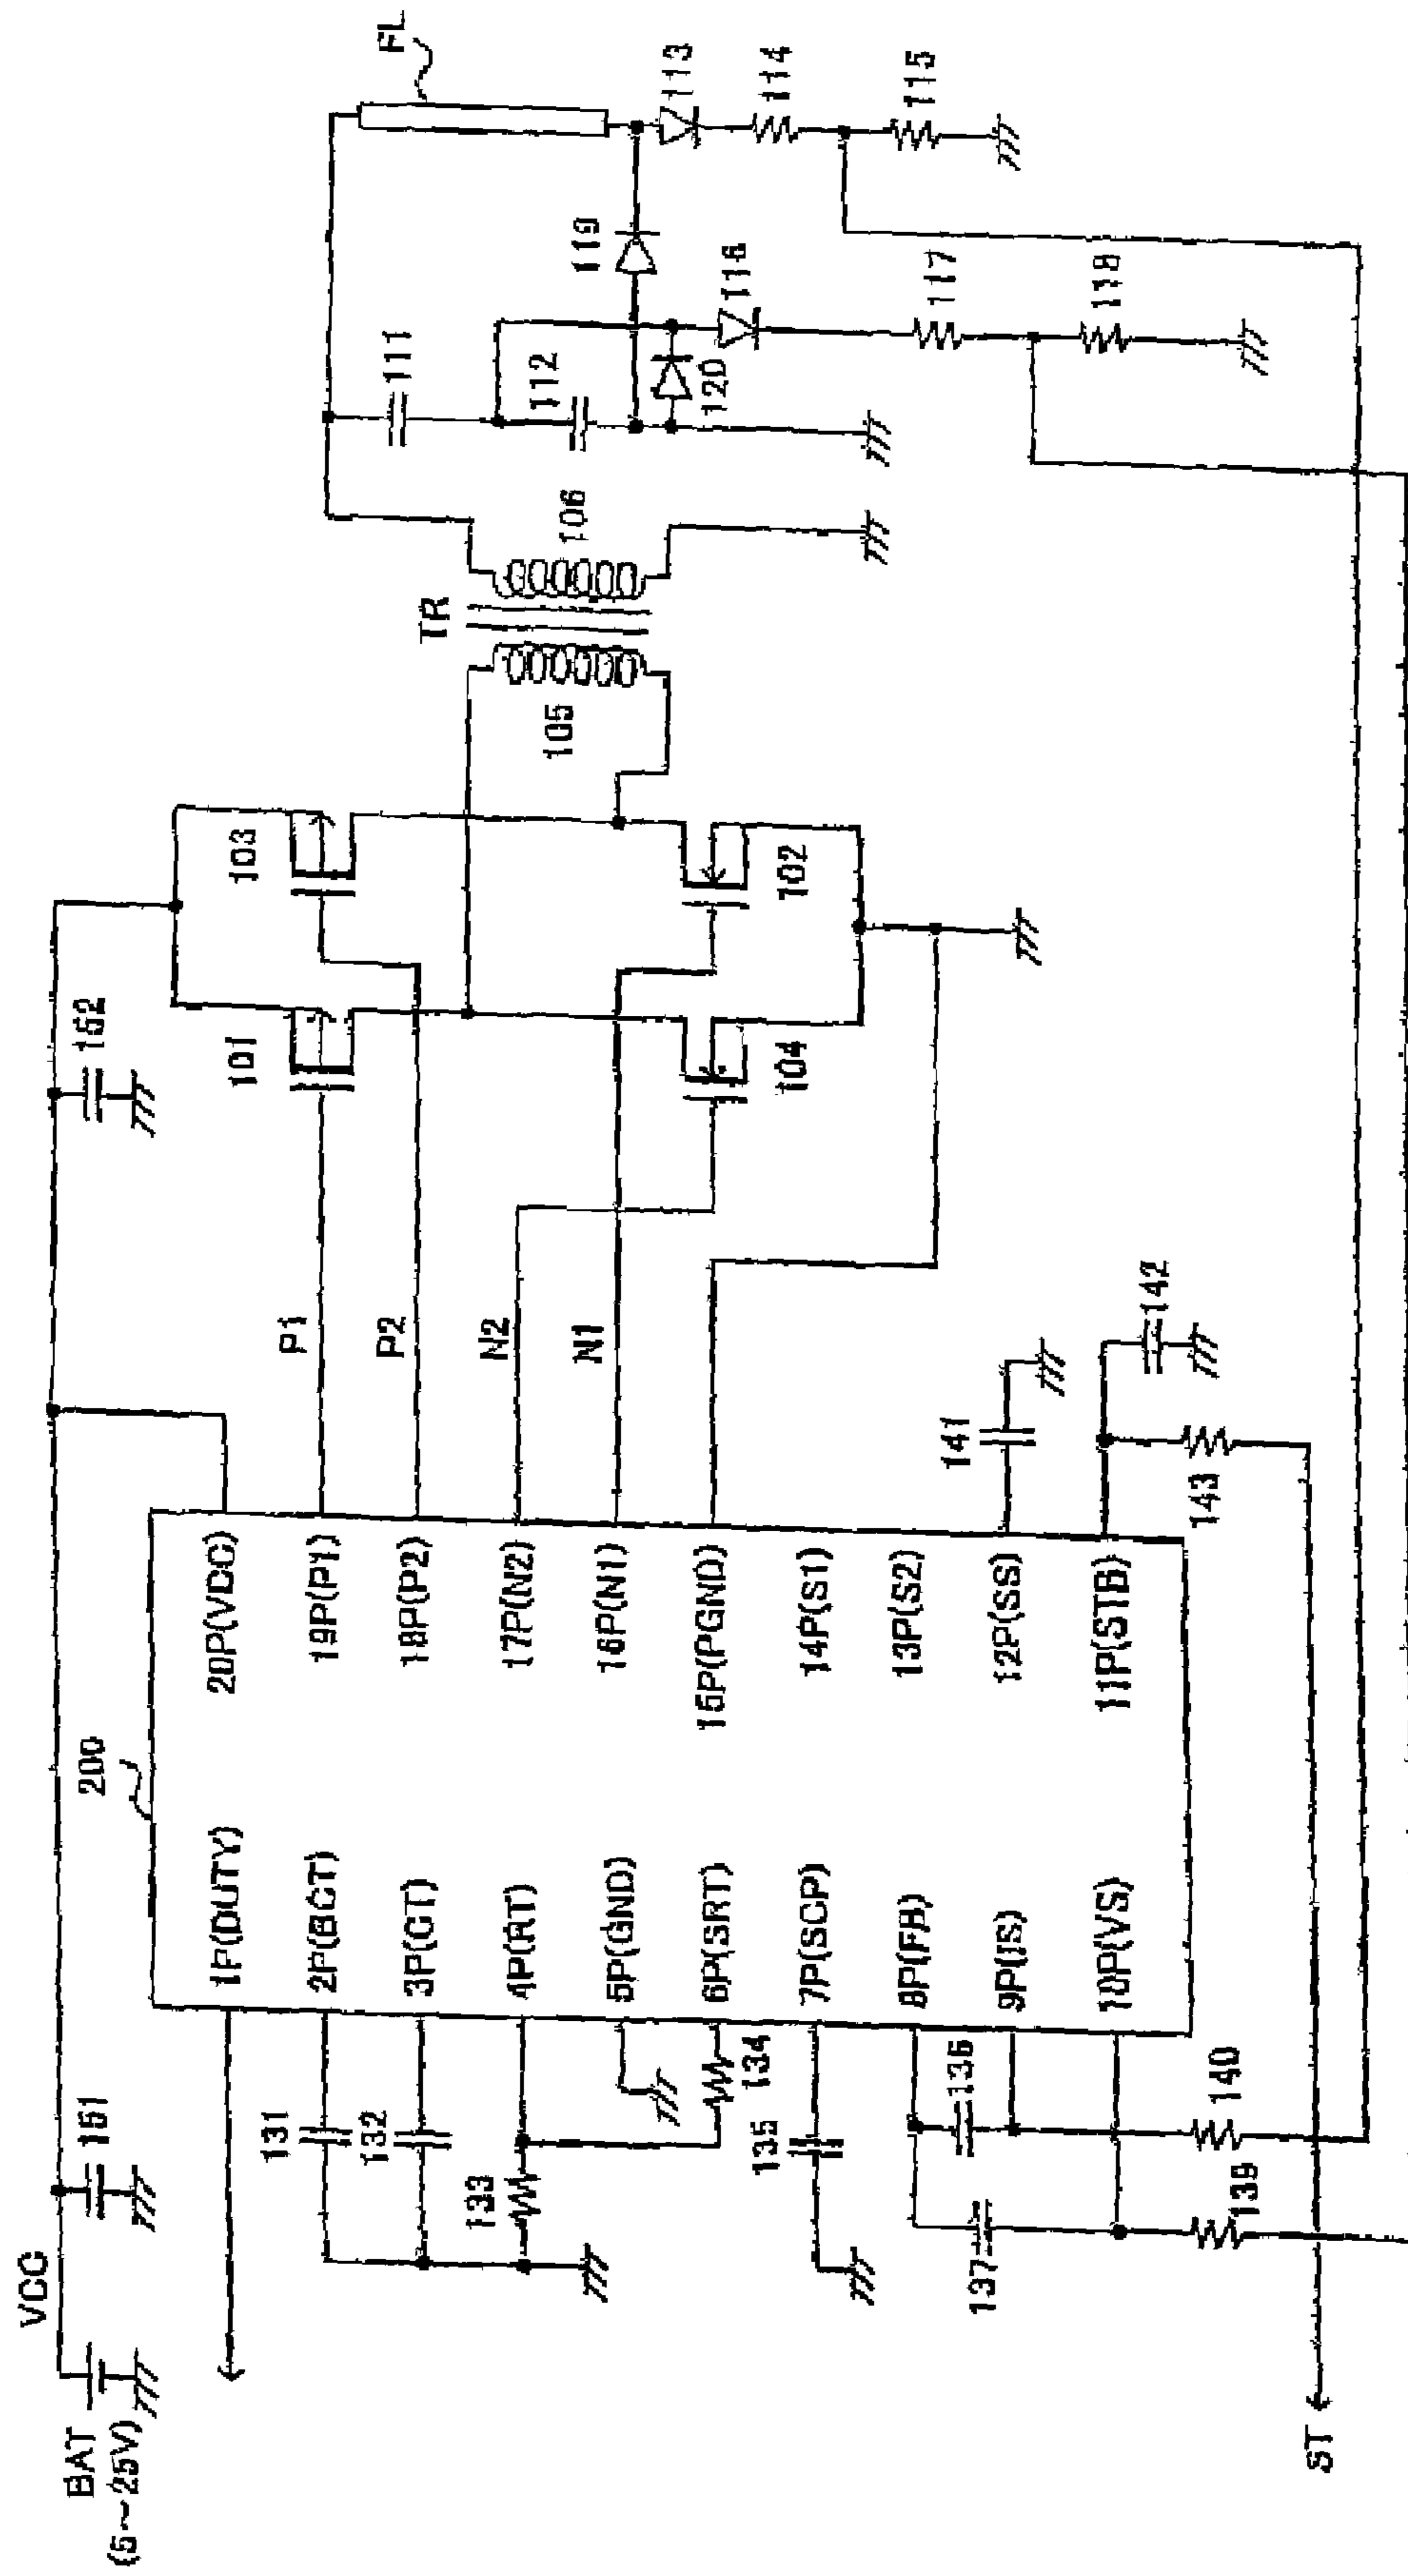 BAT
(5~25V)
VCC
151
152
200
1P(DUTY)
2P(BCT)
3P(CT)
4P(RT)
5P(GND)
6P(SRT)
7P(SCP)
8P(FB)
9P(IS)
10P(VS)
20P(VDC)
19P(P1)
18P(P2)
17P(N2)
16P(N1)
15P(PGND)
14P(S1)
13P(S2)
12P(SS)
11P(STB)
131
132
133
134
135
136
137
139
140
141
142
143
P1
P2
N2
N1
101
103
104
102
105
TR
106
111
112
119
120
116
117
118
FL
113
114
115
ST